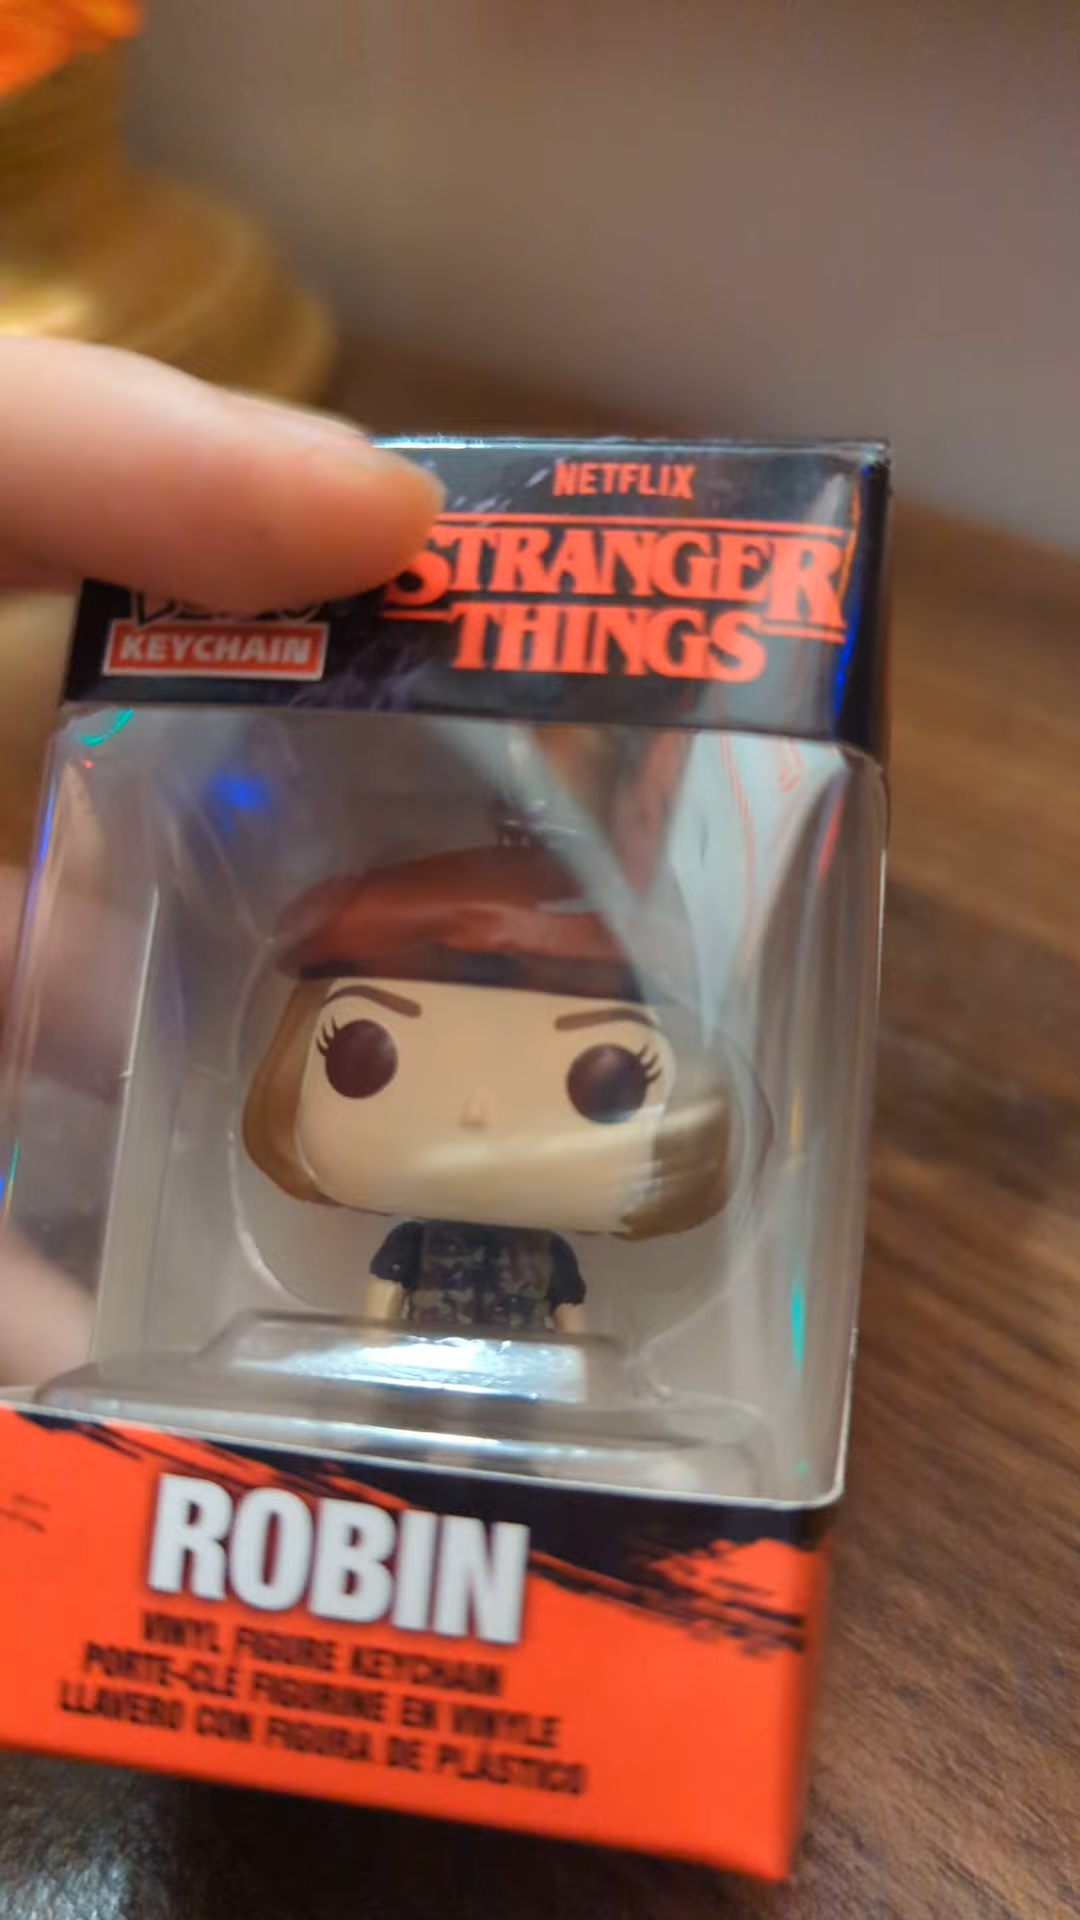 NETFLIX
STRANGER
THINGS
KEYCHAIN
ROBIN
VINYL FIGURE KEYCHAIN
PORTE-CLÉ FIGURINE EN VINYLE
LLAVERO CON FIGURA DE PLÁSTICO